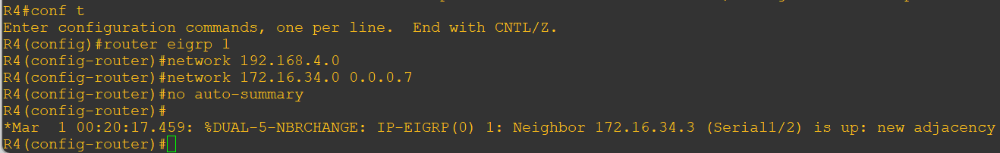 R4#conf t
Enter configuration commands, one per line.  End with CNTL/Z.
R4(config)#router eigrp 1
R4(config-router)#network 192.168.4.0
R4(config-router)#network 172.16.34.0 0.0.0.7
R4(config-router)#no auto-summary
R4(config-router)#
*Mar  1 00:20:17.459: %DUAL-5-NBRCHANGE: IP-EIGRP(0) 1: Neighbor 172.16.34.3 (Serial1/2) is up: new adjacency
R4(config-router)#